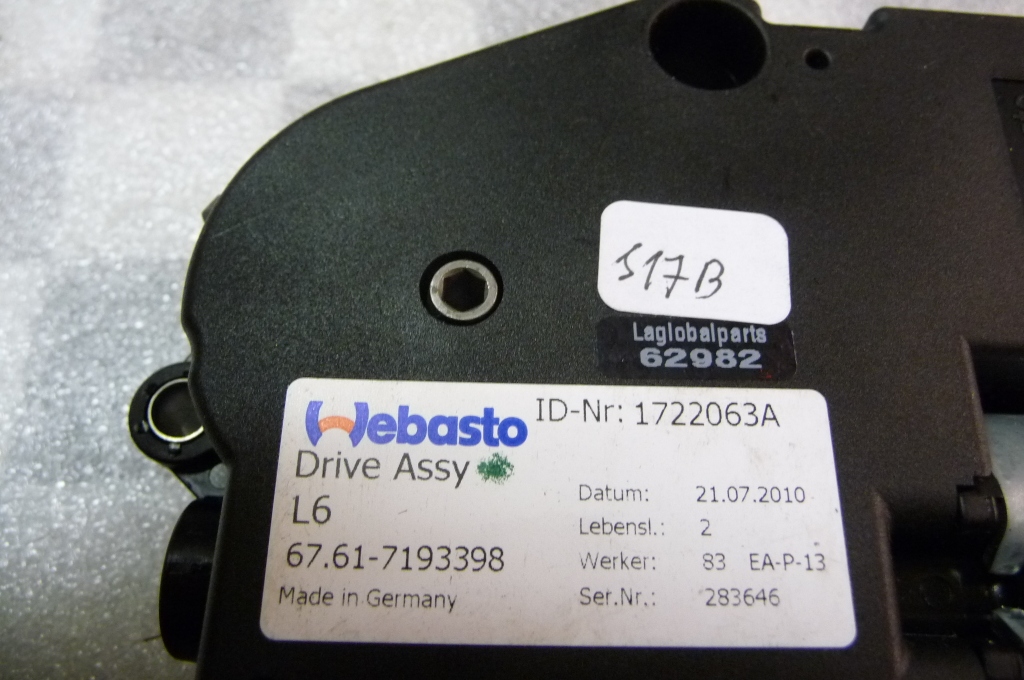 S17B
Laglobalparts
62982
Webasto ID-Nr: 1722063A
Drive Assy
L6
67.61-7193398
Made in Germany
Datum: 21.07.2010
Lebensl.: 2
Werker: 83 EA-P-13
Ser.Nr.: 283646